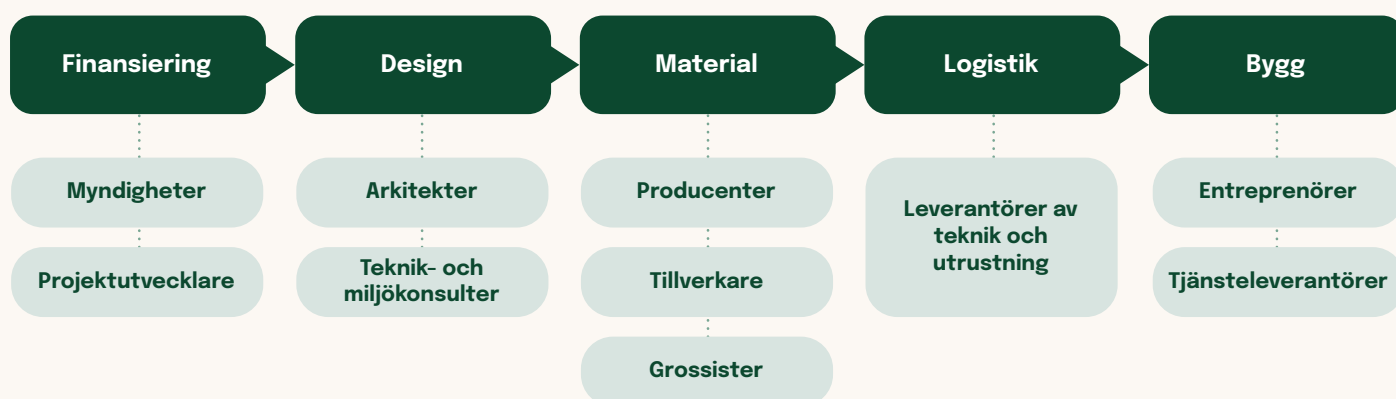 Finansiering
Design
Material
Logistik
Bygg
Myndigheter
Projektutvecklare
Arkitekter
Teknik- och
miljökonsulter
Producenter
Tillverkare
Grossister
Leverantörer av
teknik och
utrustning
Entreprenörer
Tjänsteleverantörer